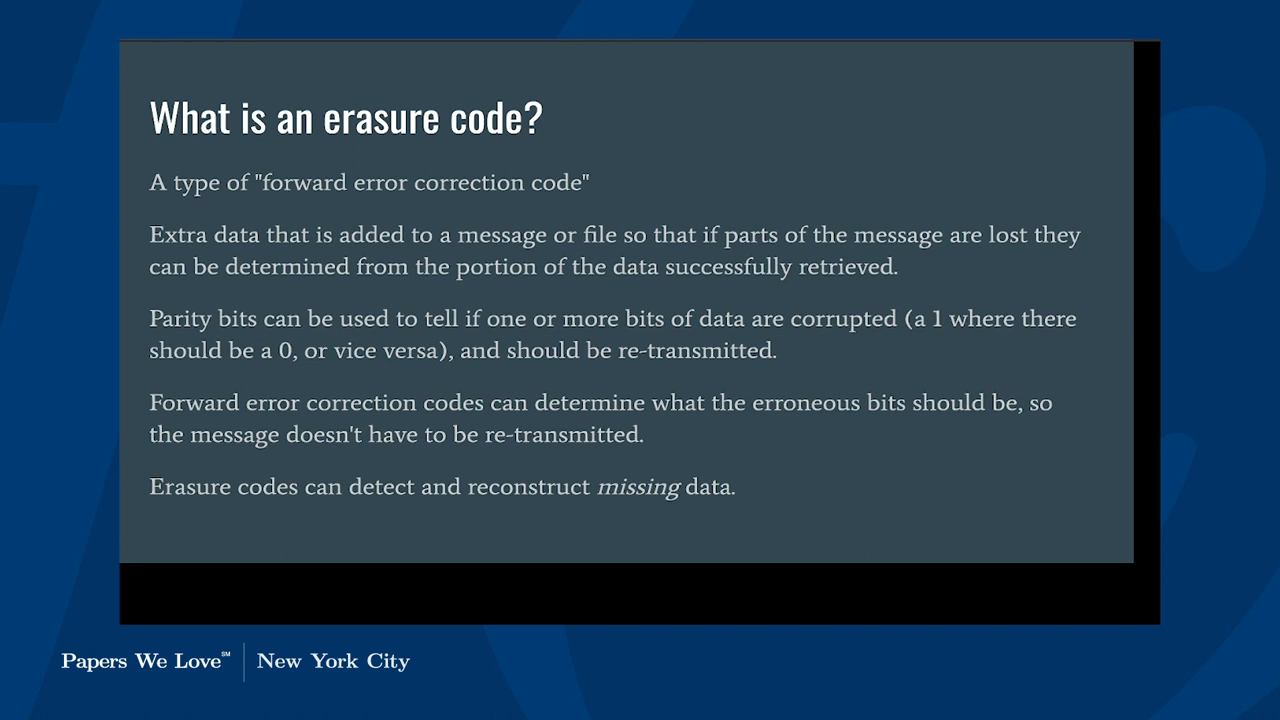 What is an erasure code?
A type of "forward error correction code"
Extra data that is added to a message or file so that if parts of the message are lost they
can be determined from the portion of the data successfully retrieved.
Parity bits can be used to tell if one or more bits of data are corrupted (a 1 where there
should be a 0, or vice versa), and should be re-transmitted.
Forward error correction codes can determine what the erroneous bits should be, so
the message doesn't have to be re-transmitted.
Erasure codes can detect and reconstruct missing data.
Papers We Love℠ | New York City